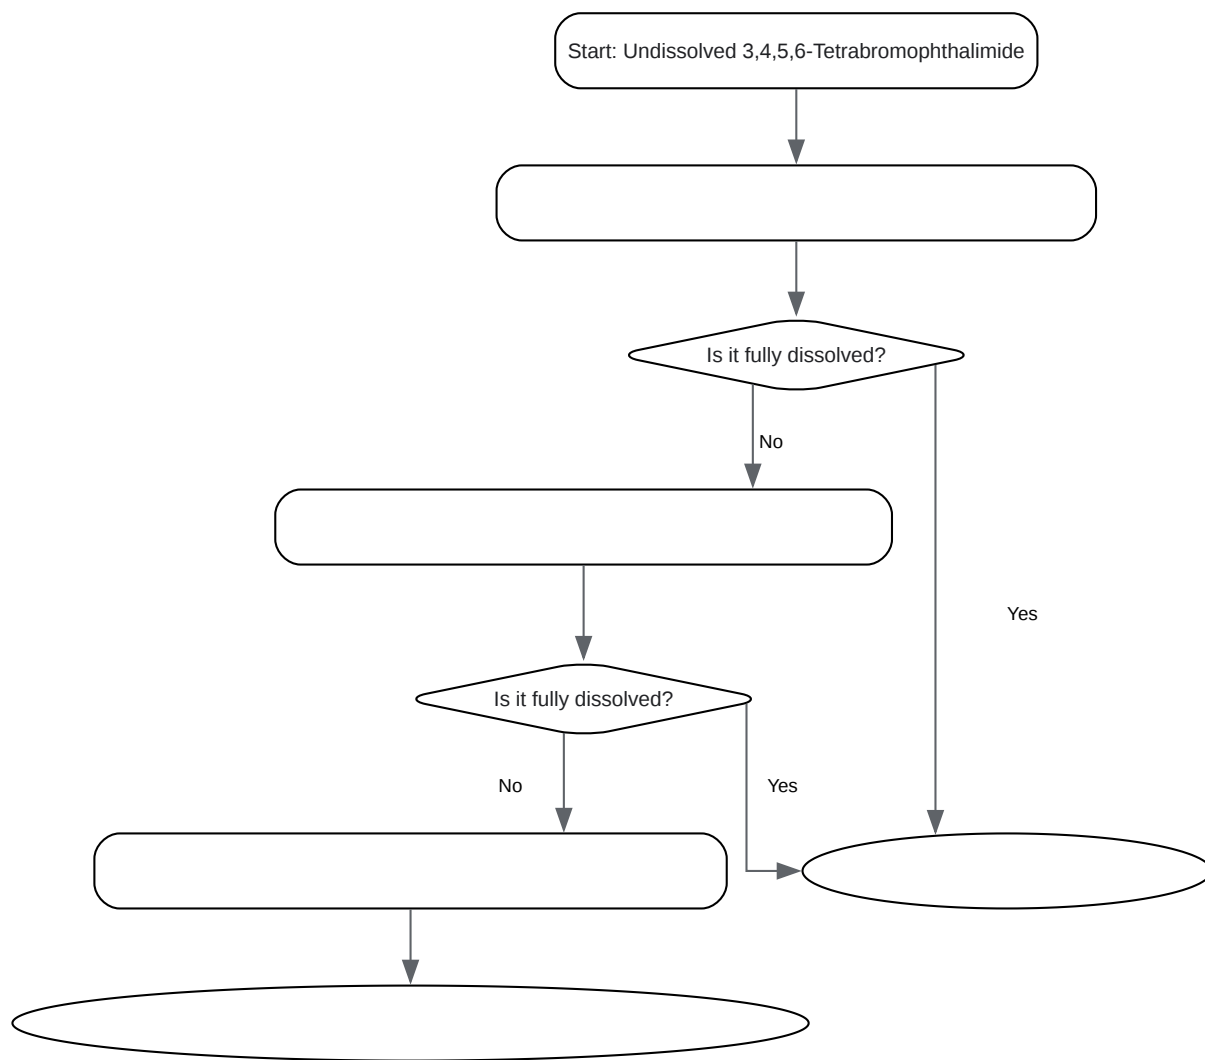 Start: Undissolved 3,4,5,6-Tetrabromophthalimide
Is it fully dissolved?
No
Yes
Is it fully dissolved?
No
Yes